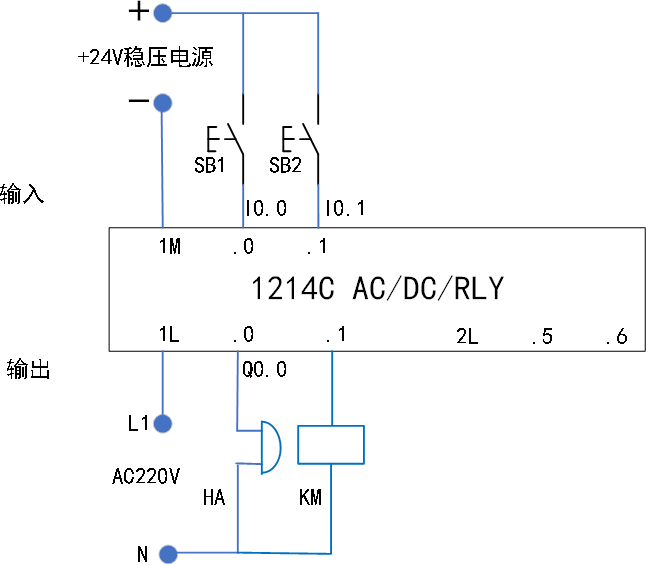 +
+24V稳压电源
−
SB1
SB2
输入
I0.0
I0.1
1M
.0
.1
1214C AC/DC/RLY
1L
.0
.1
2L
.5
.6
输出
Q0.0
L1
AC220V
HA
KM
N